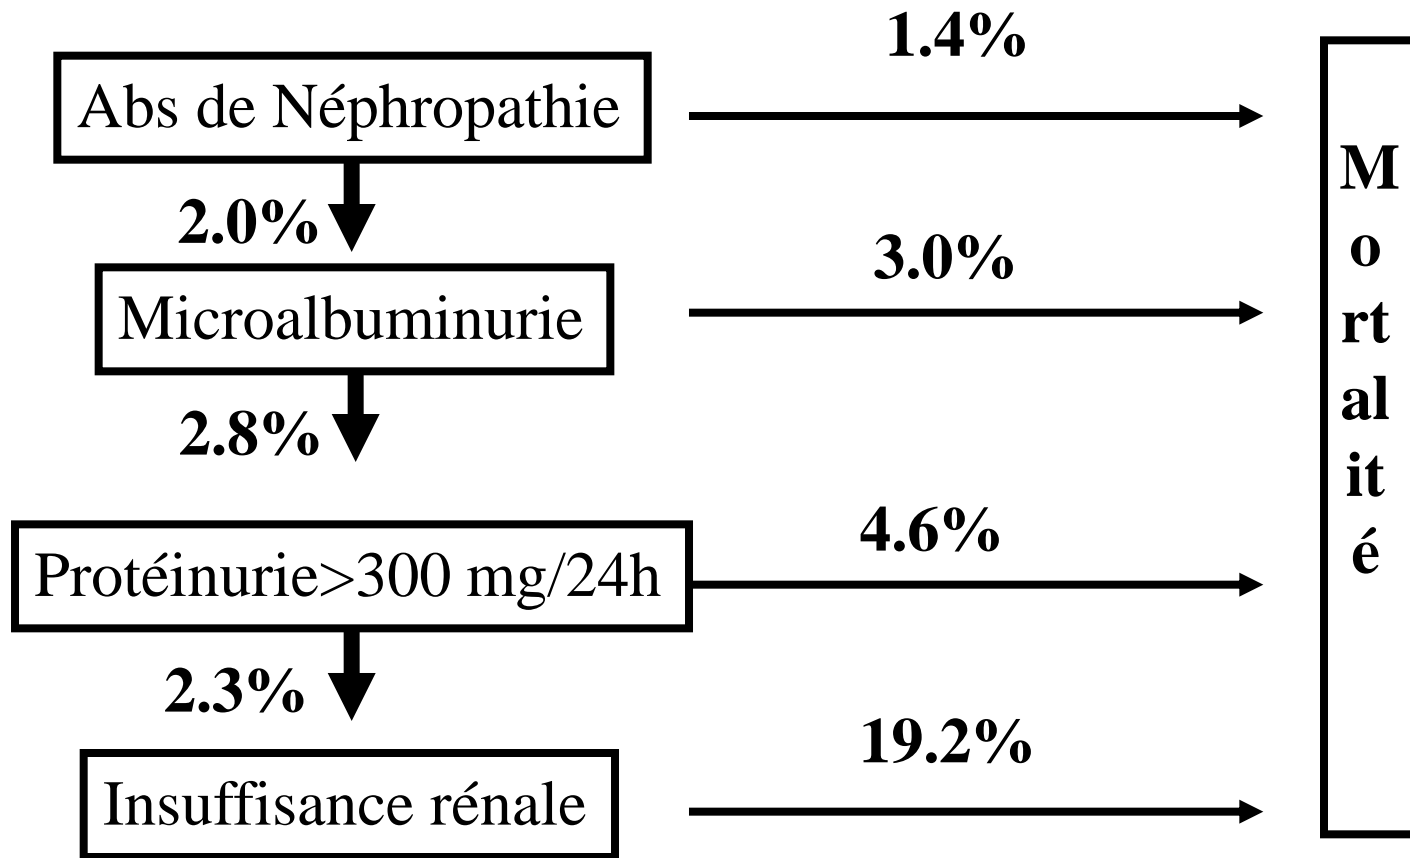 1.4%
Abs de Néphropathie
2.0%
3.0%
Microalbuminurie
2.8%
4.6%
Protéinurie>300 mg/24h
2.3%
19.2%
Insuffisance rénale
M
o
rt
al
it
é